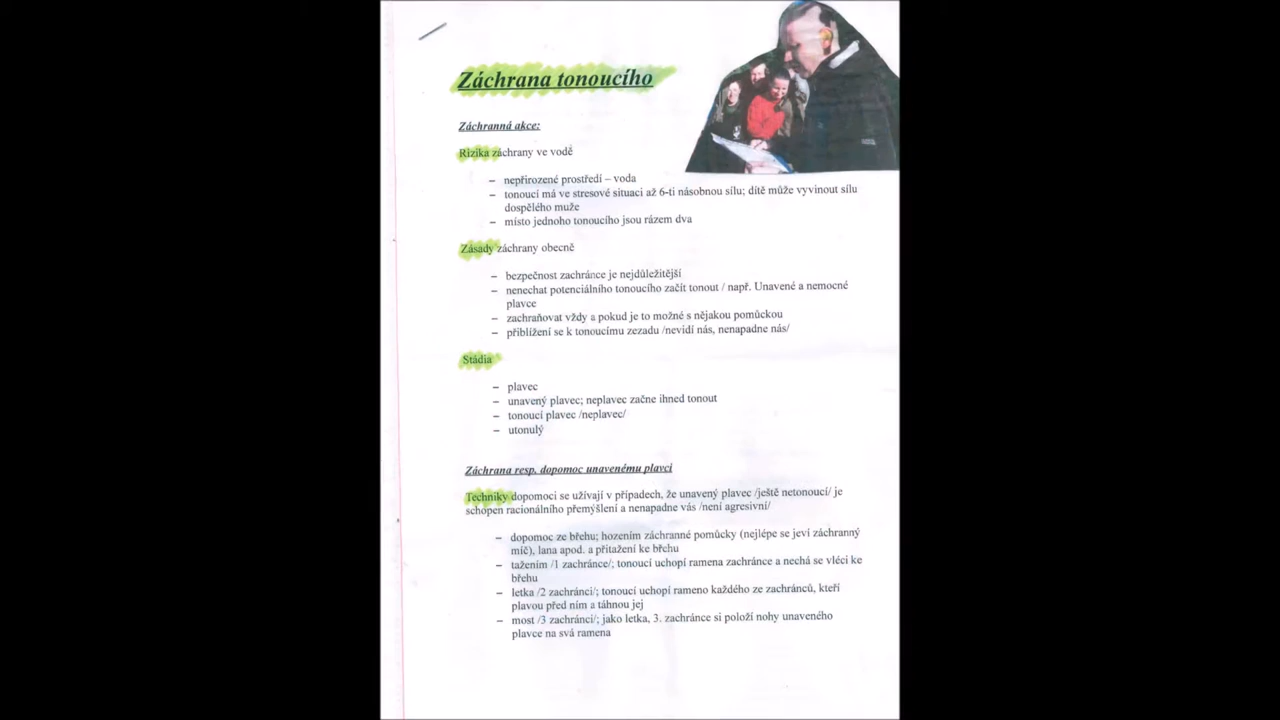 Záchrana tonoucího
Záchranná akce:
Rizika záchrany ve vodě
– nepřirozené prostředí – voda
– tonoucí má ve stresové situaci až 6-ti násobnou sílu; dítě může vyvinout sílu
dospělého muže
– místo jednoho tonoucího jsou rázem dva
Zásady záchrany obecně
– bezpečnost zachránce je nejdůležitější
– nenechat potenciálního tonoucího začít tonout / např. Unavené a nemocné
plavce
– zachraňovat vždy a pokud je to možné s nějakou pomůckou
– přiblížení se k tonoucímu zezadu /nevidí nás, nenapadne nás/
Stádia
– plavec
– unavený plavec; neplavec začne ihned tonout
– tonoucí plavec /neplavec/
– utonulý
Záchrana resp. dopomoc unavenému plavci
Techniky dopomoci se užívají v případech, že unavený plavec /ještě netonoucí/ je
schopen racionálního přemýšlení a nenapadne vás /není agresivní/
– dopomoc ze břehu; hozením záchranné pomůcky (nejlépe se jeví záchranný
míč), lana apod. a přitažení ke břehu
– tažením /1 zachránce/; tonoucí uchopí ramena zachránce a nechá se vléci ke
břehu
– letka /2 zachránci/; tonoucí uchopí rameno každého ze zachránců, kteří
plavou před ním a táhnou jej
– most /3 zachránci/; jako letka, 3. zachránce si položí nohy unaveného
plavce na svá ramena